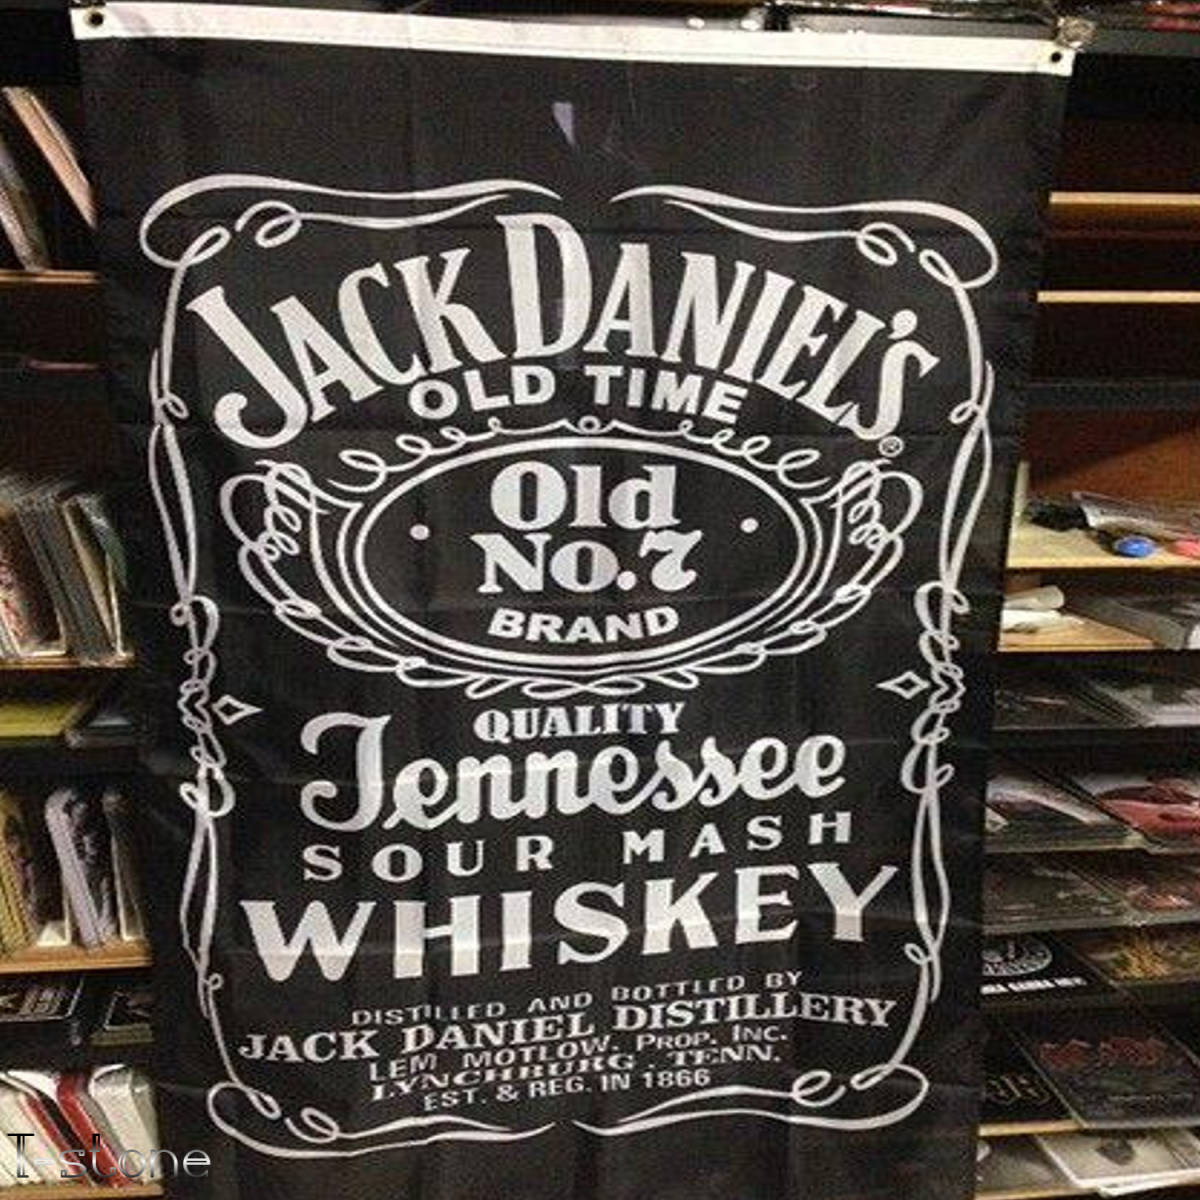 JACK DANIEL'S
OLD TIME
Old
No.7
BRAND
QUALITY
Tennessee
SOUR MASH
WHISKEY
DISTILLED AND BOTTLED BY
JACK DANIEL DISTILLERY
LEM MOTLOW. PROP. INC.
LYNCHBURG. TENN.
EST. & REG. IN 1866
T-stone